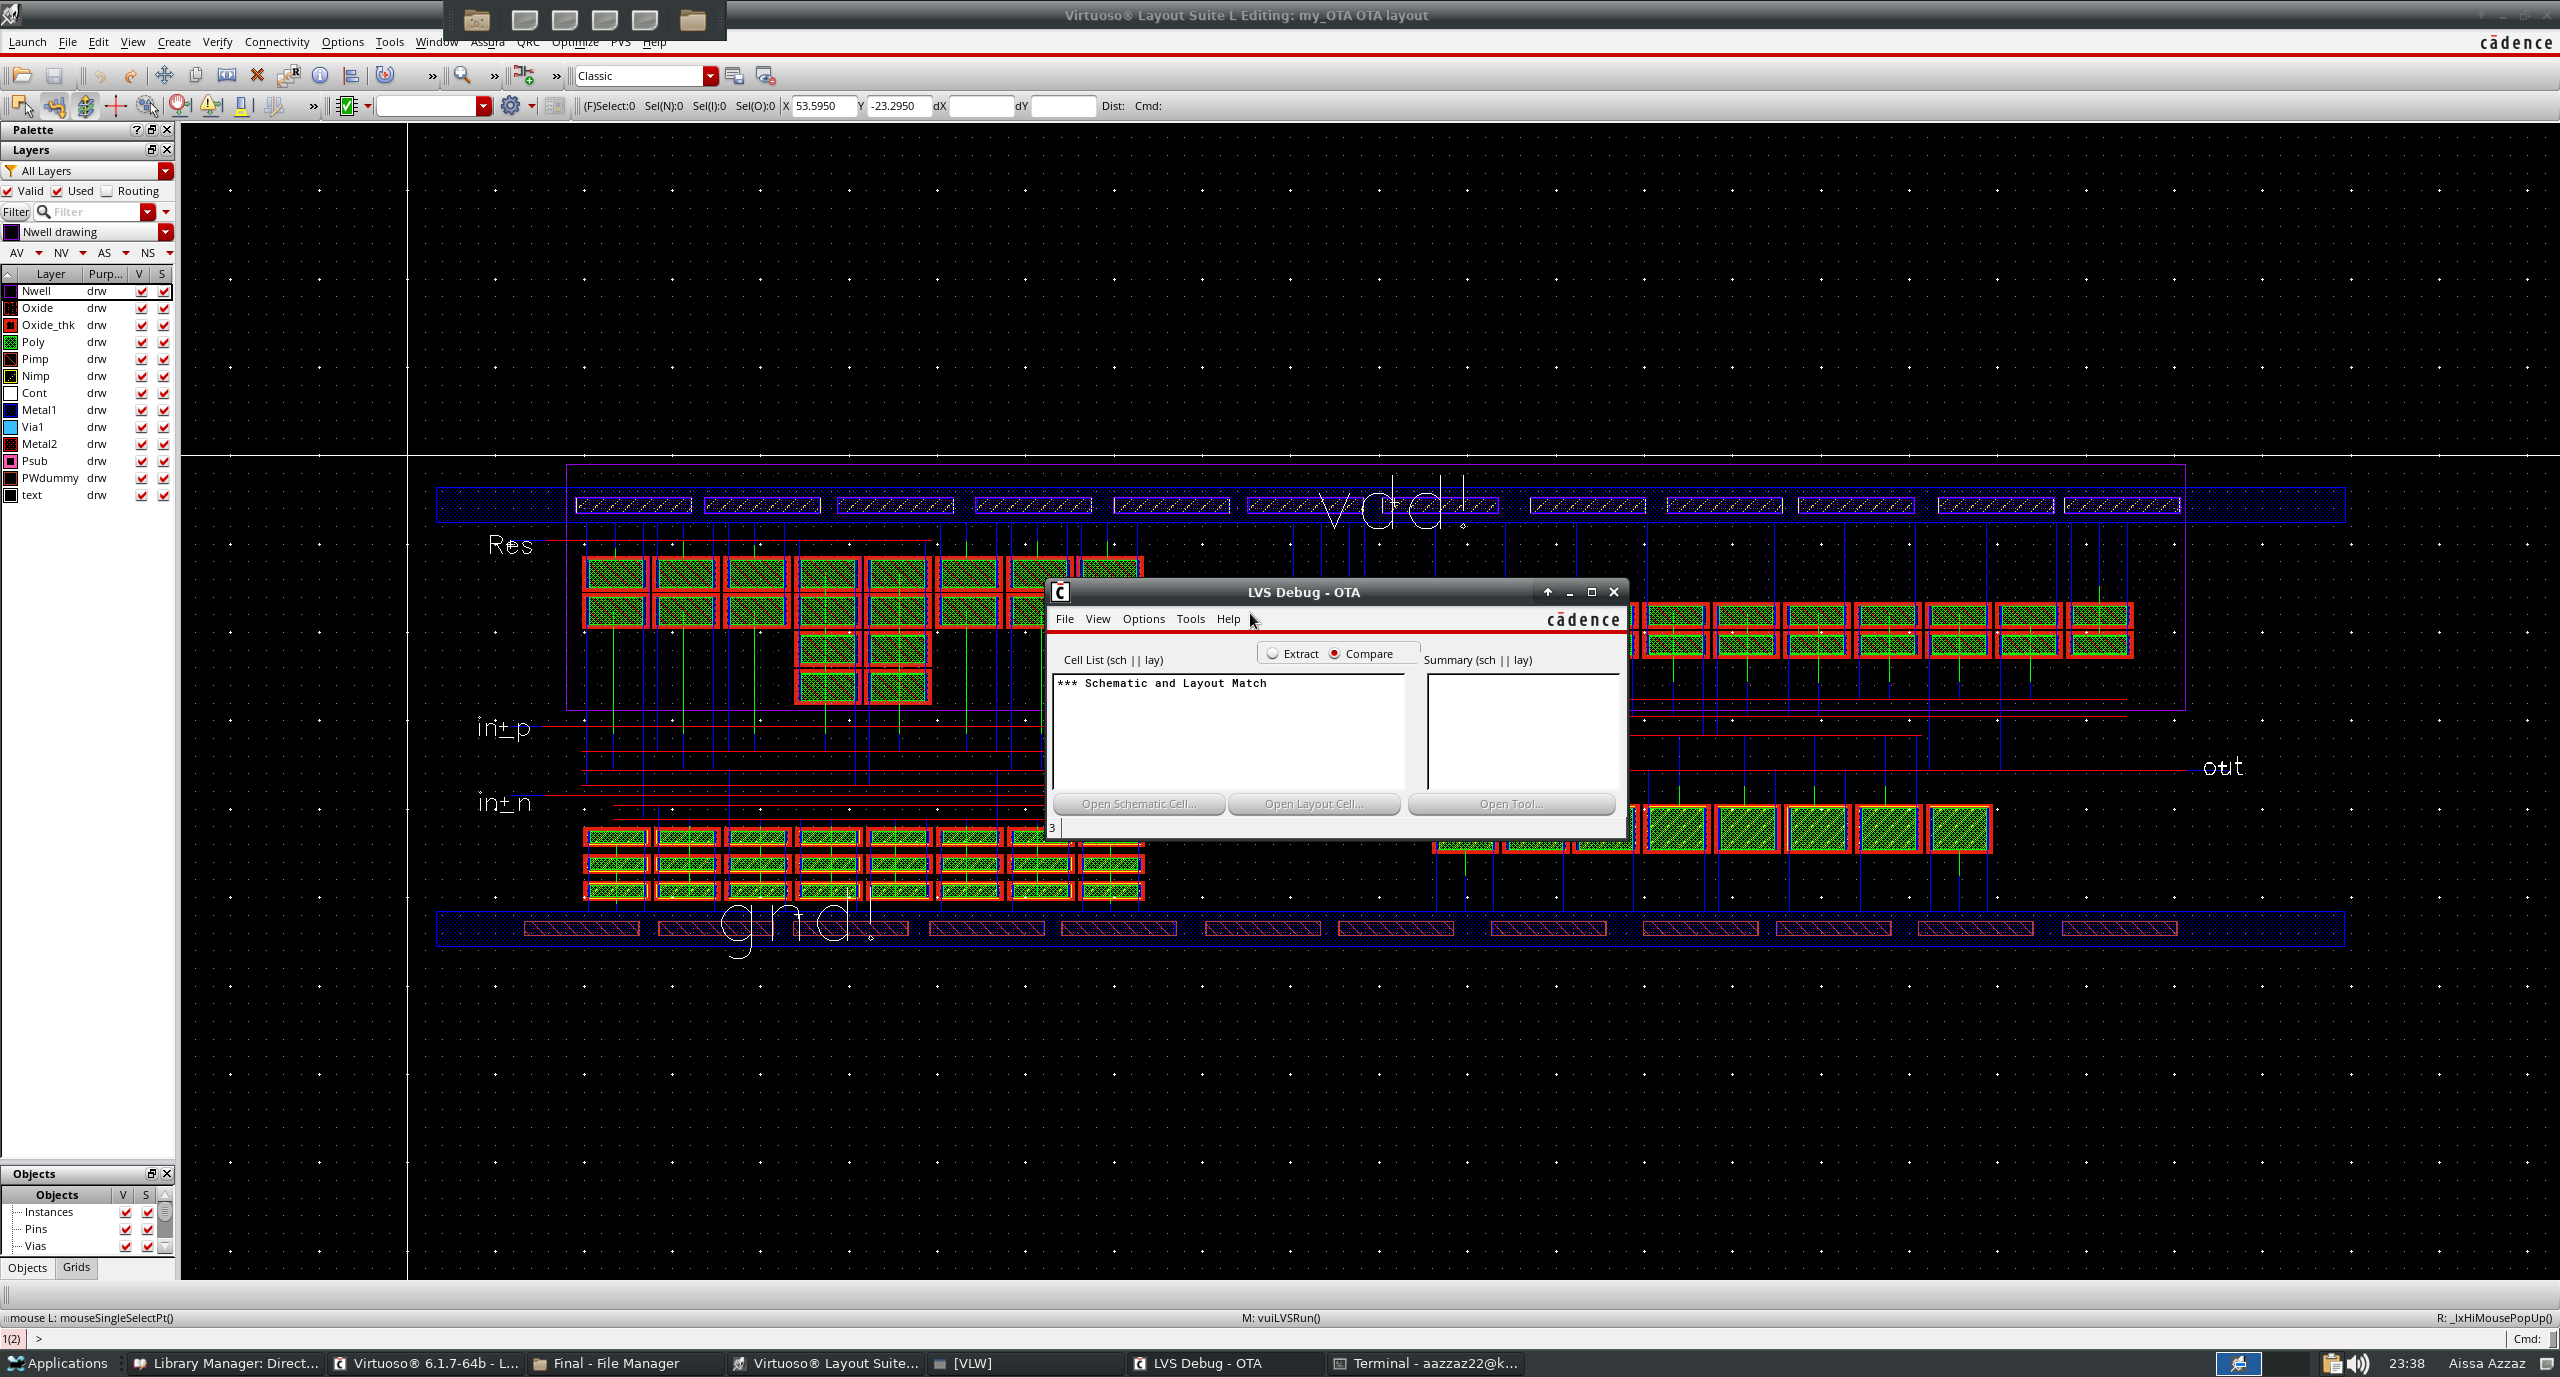 Virtuoso® Layout Suite L Editing: my_OTA OTA layout
Launch File Edit View Create Verify Connectivity Options Tools Window Assura QRC Optimize PVS Help
cādence
Classic
(F)Select:0 Sel(N):0 Sel(I):0 Sel(O):0 X 53.5950 Y -23.2950 dX dY Dist: Cmd:
Palette
Layers
All Layers
Valid Used Routing
Filter Filter
Nwell drawing
AV NV AS NS
Layer Purp... V S
Nwell drw
Oxide drw
Oxide_thk drw
Poly drw
Pimp drw
Nimp drw
Cont drw
Metal1 drw
Via1 drw
Metal2 drw
Psub drw
PWdummy drw
text drw
vdd!
Res
in_p
in_n
out
gnd!
LVS Debug - OTA
File View Options Tools Help
cādence
Extract Compare
Cell List (sch || lay) Summary (sch || lay)
*** Schematic and Layout Match
Open Schematic Cell... Open Layout Cell... Open Tool...
3
Objects
Objects V S
Instances
Pins
Vias
Objects Grids
mouse L: mouseSingleSelectPt() M: vuiLVSRun() R: _lxHiMousePopUp()
1(2) > Cmd:
Applications Library Manager: Direct... Virtuoso® 6.1.7-64b - L... Final - File Manager Virtuoso® Layout Suite... [VLW] LVS Debug - OTA Terminal - aazzaz22@k... 23:38 Aissa Azzaz